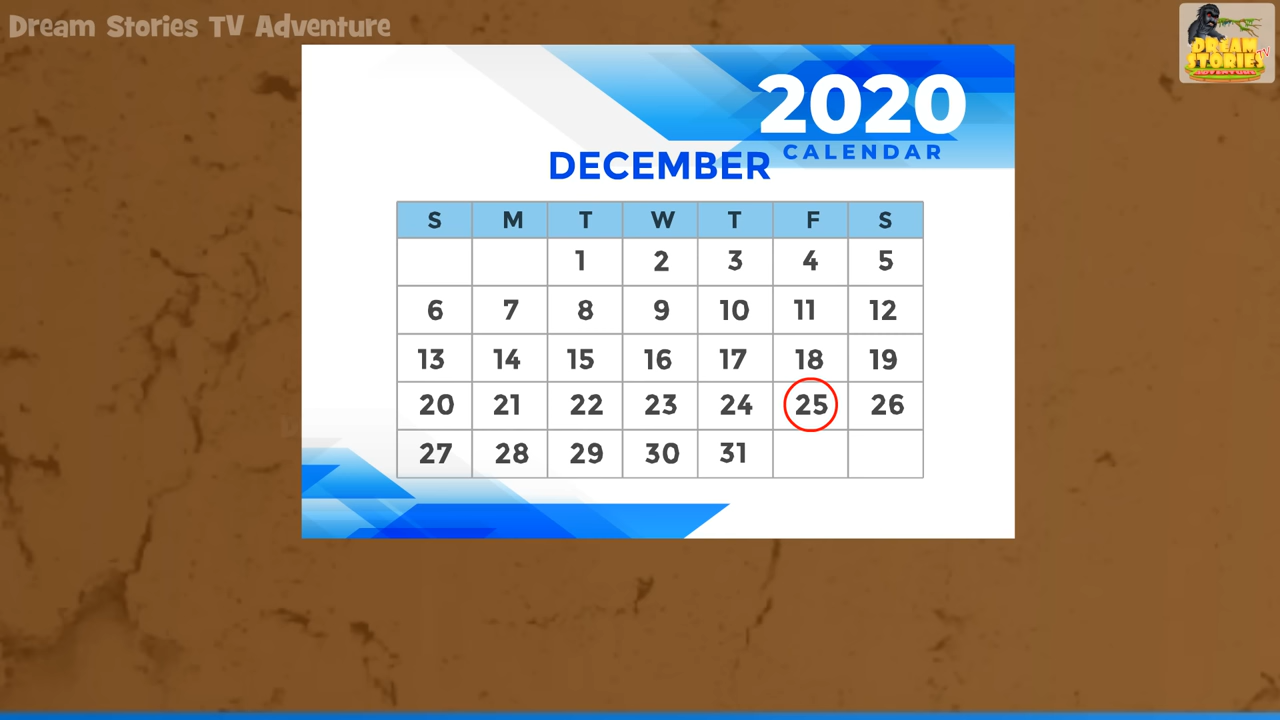 Dream Stories TV Adventure
DREAM
STORIES TV
ADVENTURE
2020
CALENDAR
DECEMBER
S M T W T F S
1 2 3 4 5
6 7 8 9 10 11 12
13 14 15 16 17 18 19
20 21 22 23 24 25 26
27 28 29 30 31